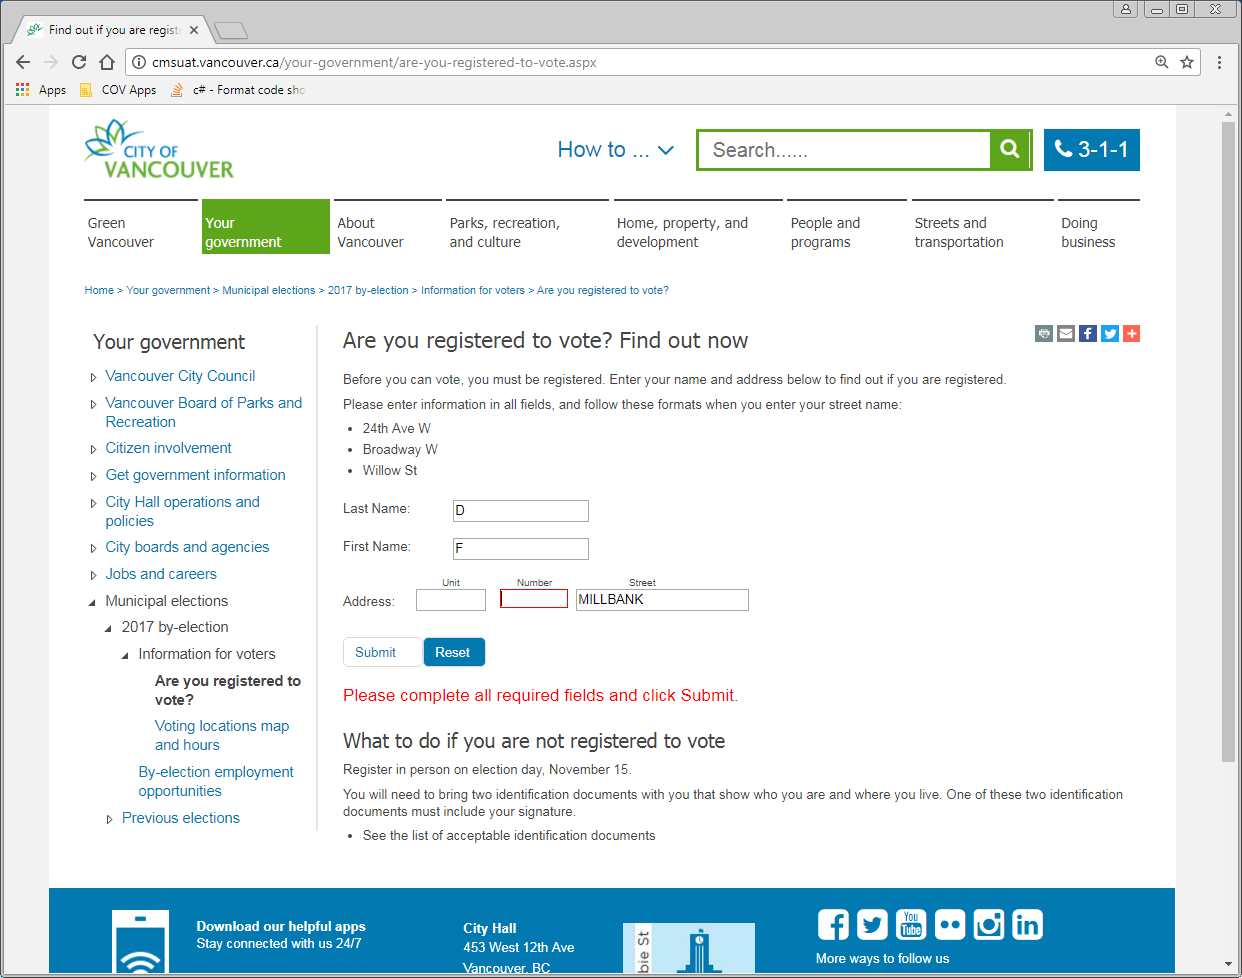 Find out if you are regist
cmsuat.vancouver.ca/your-government/are-you-registered-to-vote.aspx
Apps
COV Apps
c# - Format code sho
CITY OF
VANCOUVER
How to ...
Search......
3-1-1
Green
Vancouver
Your
government
About
Vancouver
Parks, recreation,
and culture
Home, property, and
development
People and
programs
Streets and
transportation
Doing
business
Home > Your government > Municipal elections > 2017 by-election > Information for voters > Are you registered to vote?
Your government
Vancouver City Council
Vancouver Board of Parks and
Recreation
Citizen involvement
Get government information
City Hall operations and
policies
City boards and agencies
Jobs and careers
Municipal elections
2017 by-election
Information for voters
Are you registered to
vote?
Voting locations map
and hours
By-election employment
opportunities
Previous elections
Are you registered to vote? Find out now
Before you can vote, you must be registered. Enter your name and address below to find out if you are registered.
Please enter information in all fields, and follow these formats when you enter your street name:
• 24th Ave W
• Broadway W
• Willow St
Last Name: D
First Name: F
Unit Number Street
Address: MILLBANK
Submit Reset
Please complete all required fields and click Submit.
What to do if you are not registered to vote
Register in person on election day, November 15.
You will need to bring two identification documents with you that show who you are and where you live. One of these two identification
documents must include your signature.
• See the list of acceptable identification documents
Download our helpful apps
Stay connected with us 24/7
City Hall
453 West 12th Ave
Vancouver, BC
bie St
You
Tube
in
More ways to follow us